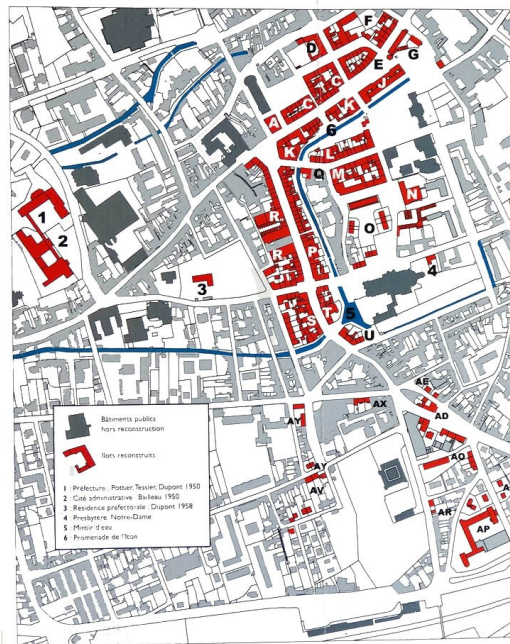 F
D
G
E
C
J
C
A
K
6
K
L
Q
M
N
1
R
O
2
P
R
4
3
T
5
S
U
AE
AX
AD
AY
AO
AY
AV
A
AR
AP
Bâtiments publics
hors reconstruction
Ilots reconstruits
1 : Préfecture : Pottier, Tessier, Dupont 1950
2 : Cité administrative : Bailleau 1950
3 : Résidence préfectorale : Dupont 1958
4 : Presbytère Notre-Dame
5 : Miroir d'eau
6 : Promenade de l'Iton